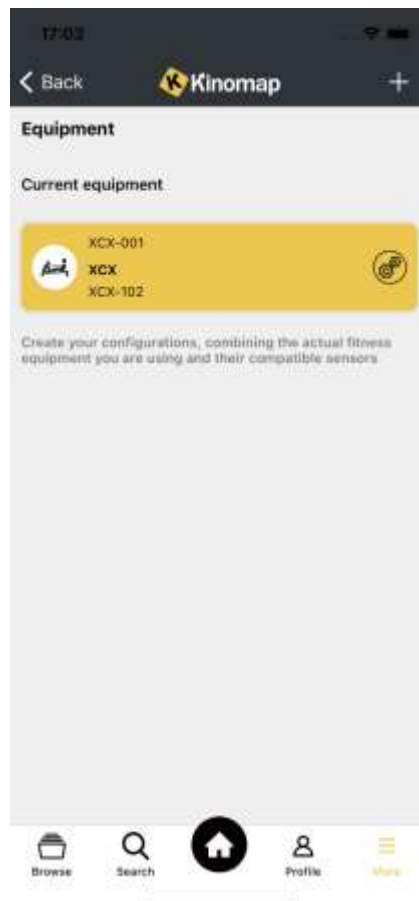 17:03
Back
Kinomap
Equipment
Current equipment
XCX-001
XCX
XCX-102
Create your configurations, combining the actual fitness
equipment you are using and their compatible sensors
Browse
Search
Profile
More